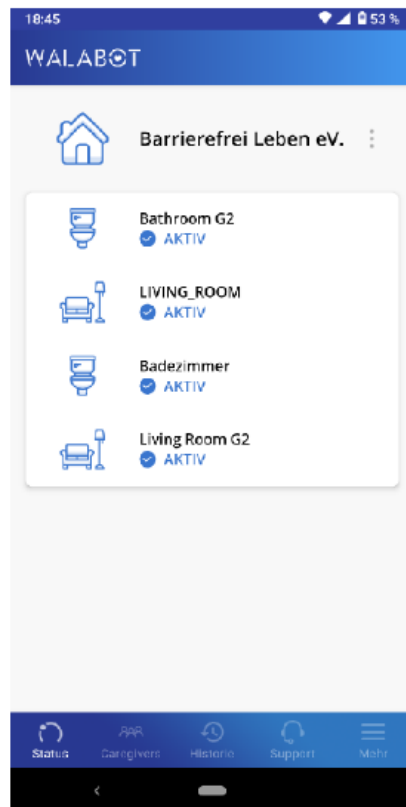 18:45 53 %
WALABOT
Barrierefrei Leben eV.
Bathroom G2
AKTIV
LIVING_ROOM
AKTIV
Badezimmer
AKTIV
Living Room G2
AKTIV
Status Caregivers Historie Support Mehr